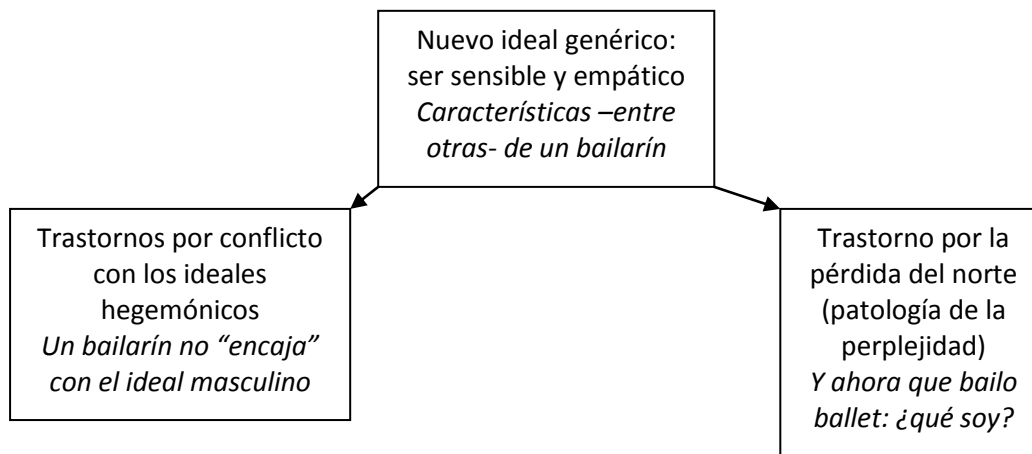 Nuevo ideal genérico:
ser sensible y empático
Características –entre
otras- de un bailarín
Trastornos por conflicto
con los ideales
hegemónicos
Un bailarín no “encaja”
con el ideal masculino
Trastorno por la
pérdida del norte
(patología de la
perplejidad)
Y ahora que bailo
ballet: ¿qué soy?